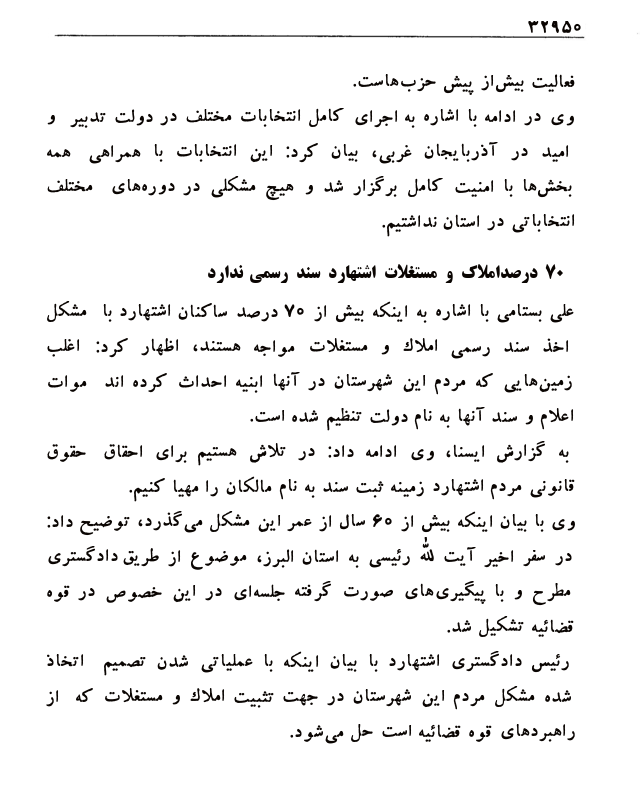 ۳۲۹۵۰
فعالیت بیش‌از پیش حزب‌هاست.
وی در ادامه با اشاره به اجرای کامل انتخابات مختلف در دولت تدبیر و
امید در آذربایجان غربی، بیان کرد: این انتخابات با همراهی همه
بخش‌ها با امنیت کامل برگزار شد و هیچ مشکلی در دوره‌های مختلف
انتخاباتی در استان نداشتیم.
۷۰ درصداملاک و مستغلات اشتهارد سند رسمی ندارد
علی بستامی با اشاره به اینکه بیش از ۷۰ درصد ساکنان اشتهارد با مشکل
اخذ سند رسمی املاک و مستغلات مواجه هستند، اظهار کرد: اغلب
زمین‌هایی که مردم این شهرستان در آنها ابنیه احداث کرده اند موات
اعلام و سند آنها به نام دولت تنظیم شده است.
به گزارش ایسنا، وی ادامه داد: در تلاش هستیم برای احقاق حقوق
قانونی مردم اشتهارد زمینه ثبت سند به نام مالکان را مهیا کنیم.
وی با بیان اینکه بیش از ۶۰ سال از عمر این مشکل می‌گذرد، توضیح داد:
در سفر اخیر آیت الله رئیسی به استان البرز، موضوع از طریق دادگستری
مطرح و با پیگیری‌های صورت گرفته جلسه‌ای در این خصوص در قوه
قضائیه تشکیل شد.
رئیس دادگستری اشتهارد با بیان اینکه با عملیاتی شدن تصمیم اتخاذ
شده مشکل مردم این شهرستان در جهت تثبیت املاک و مستغلات که از
راهبردهای قوه قضائیه است حل می‌شود.